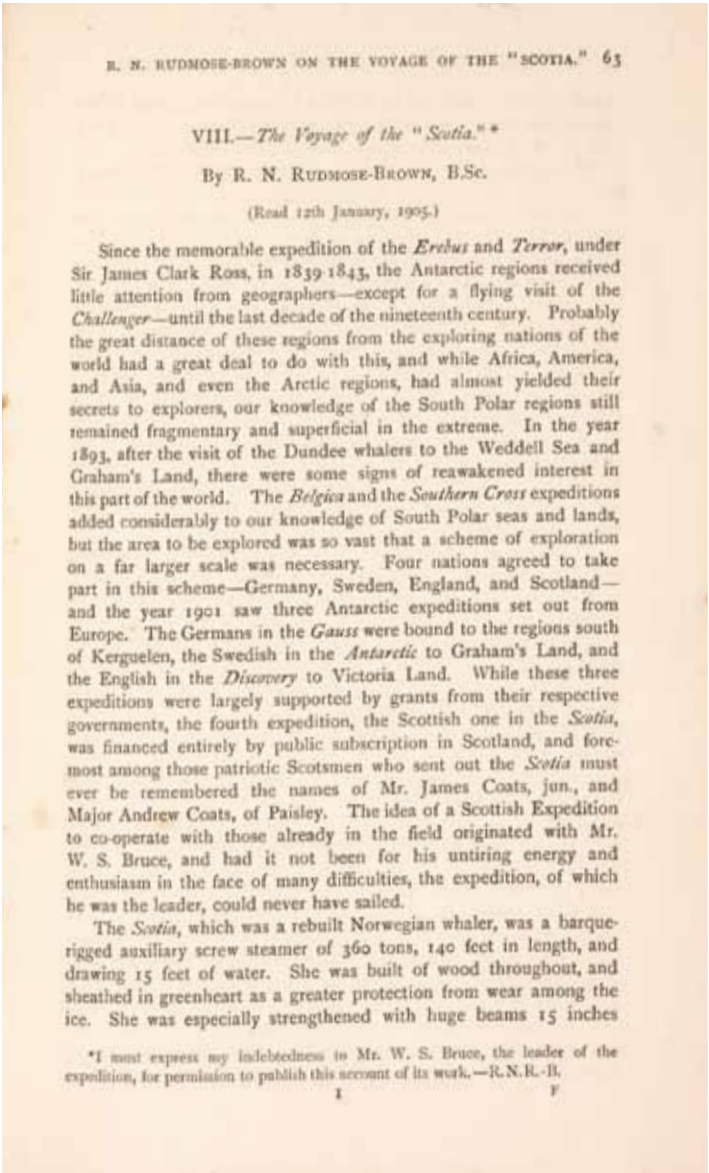 R. N. RUDMOSE-BROWN ON THE VOYAGE OF THE "SCOTIA." 63
VIII.—The Voyage of the "Scotia."*
By R. N. RUDMOSE-BROWN, B.Sc.
(Read 12th January, 1905.)
Since the memorable expedition of the Erebus and Terror, under
Sir James Clark Ross, in 1839-1843, the Antarctic regions received
little attention from geographers—except for a flying visit of the
Challenger—until the last decade of the nineteenth century. Probably
the great distance of these regions from the exploring nations of the
world had a great deal to do with this, and while Africa, America,
and Asia, and even the Arctic regions, had almost yielded their
secrets to explorers, our knowledge of the South Polar regions still
remained fragmentary and superficial in the extreme. In the year
1893, after the visit of the Dundee whalers to the Weddell Sea and
Graham's Land, there were some signs of reawakened interest in
this part of the world. The Belgica and the Southern Cross expeditions
added considerably to our knowledge of South Polar seas and lands,
but the area to be explored was so vast that a scheme of exploration
on a far larger scale was necessary. Four nations agreed to take
part in this scheme—Germany, Sweden, England, and Scotland—
and the year 1901 saw three Antarctic expeditions set out from
Europe. The Germans in the Gauss were bound to the regions south
of Kerguelen, the Swedish in the Antarctic to Graham's Land, and
the English in the Discovery to Victoria Land. While these three
expeditions were largely supported by grants from their respective
governments, the fourth expedition, the Scottish one in the Scotia,
was financed entirely by public subscription in Scotland, and fore-
most among those patriotic Scotsmen who sent out the Scotia must
ever be remembered the names of Mr. James Coats, jun., and
Major Andrew Coats, of Paisley. The idea of a Scottish Expedition
to co-operate with those already in the field originated with Mr.
W. S. Bruce, and had it not been for his untiring energy and
enthusiasm in the face of many difficulties, the expedition, of which
he was the leader, could never have sailed.
The Scotia, which was a rebuilt Norwegian whaler, was a barque-
rigged auxiliary screw steamer of 360 tons, 140 feet in length, and
drawing 15 feet of water. She was built of wood throughout, and
sheathed in greenheart as a greater protection from wear among the
ice. She was especially strengthened with huge beams 15 inches
*I must express my indebtedness to Mr. W. S. Bruce, the leader of the
expedition, for permission to publish this account of its work.—R.N.R.-B.
I F